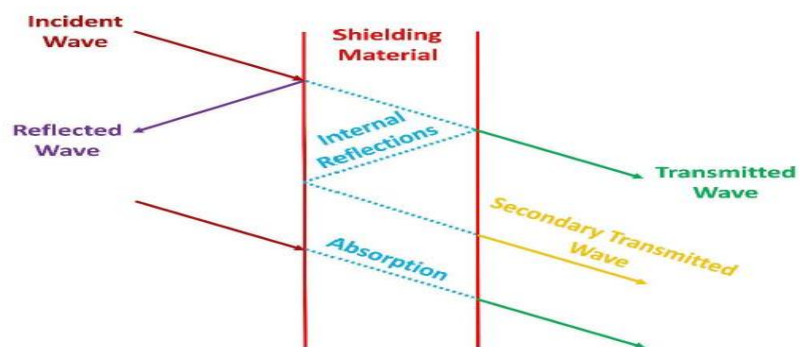 Incident
Wave
Shielding
Material
Reflected
Wave
Internal
Reflections
Transmitted
Wave
Secondary Transmitted
Wave
Absorption